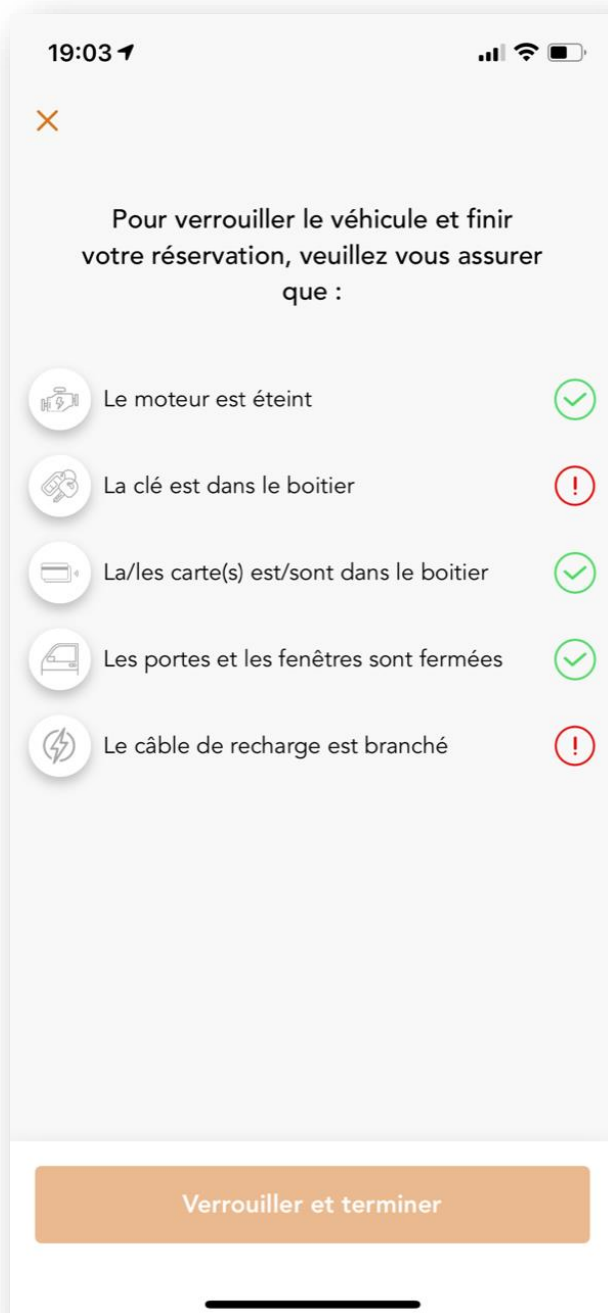 19:03
Pour verrouiller le véhicule et finir
votre réservation, veuillez vous assurer
que :
Le moteur est éteint
La clé est dans le boitier
La/les carte(s) est/sont dans le boitier
Les portes et les fenêtres sont fermées
Le câble de recharge est branché
Verrouiller et terminer